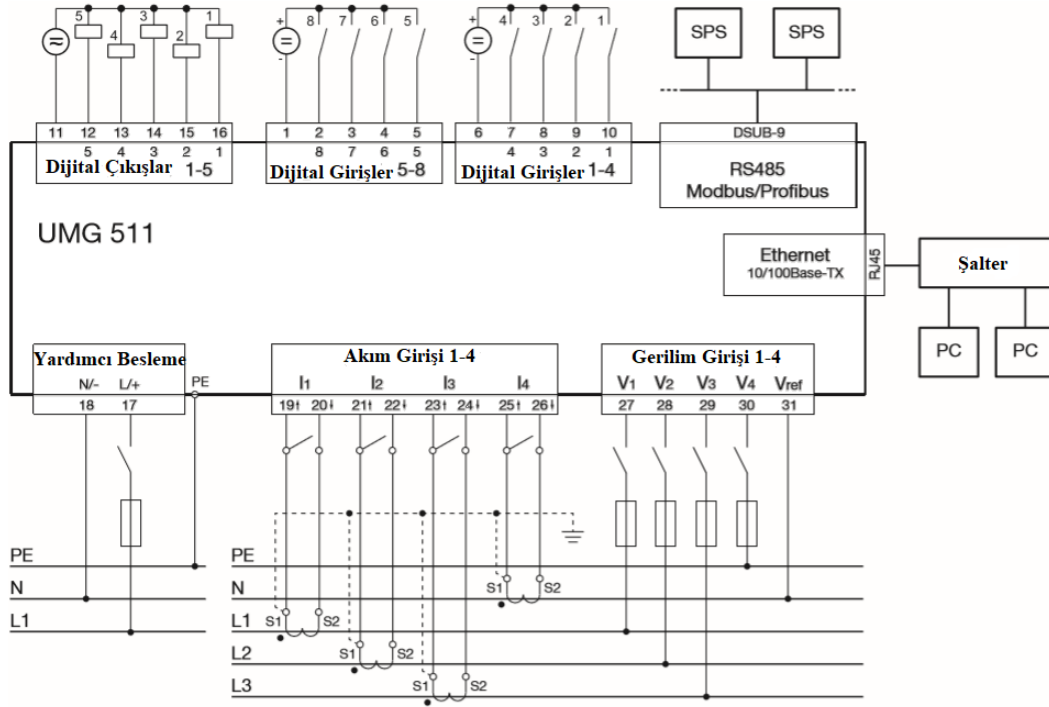 5 4 3 2 1
8 7 6 5
4 3 2 1
SPS SPS
+ - + -
11 12 13 14 15 16
5 4 3 2 1
Dijital Çıkışlar 1-5
1 2 3 4 5
8 7 6 5
Dijital Girişler 5-8
6 7 8 9 10
4 3 2 1
Dijital Girişler 1-4
DSUB-9
RS485
Modbus/Profibus
UMG 511
Ethernet
10/100Base-TX
RJ45
Şalter
PC PC
Yardımcı Besleme
N/- L/+ PE
18 17
Akım Girişi 1-4
I1 I2 I3 I4
19 20 21 22 23 24 25 26
Gerilim Girişi 1-4
V1 V2 V3 V4 Vref
27 28 29 30 31
PE
N
L1
PE
N
L1
L2
L3
S1 S2
S1 S2
S1 S2
S1 S2